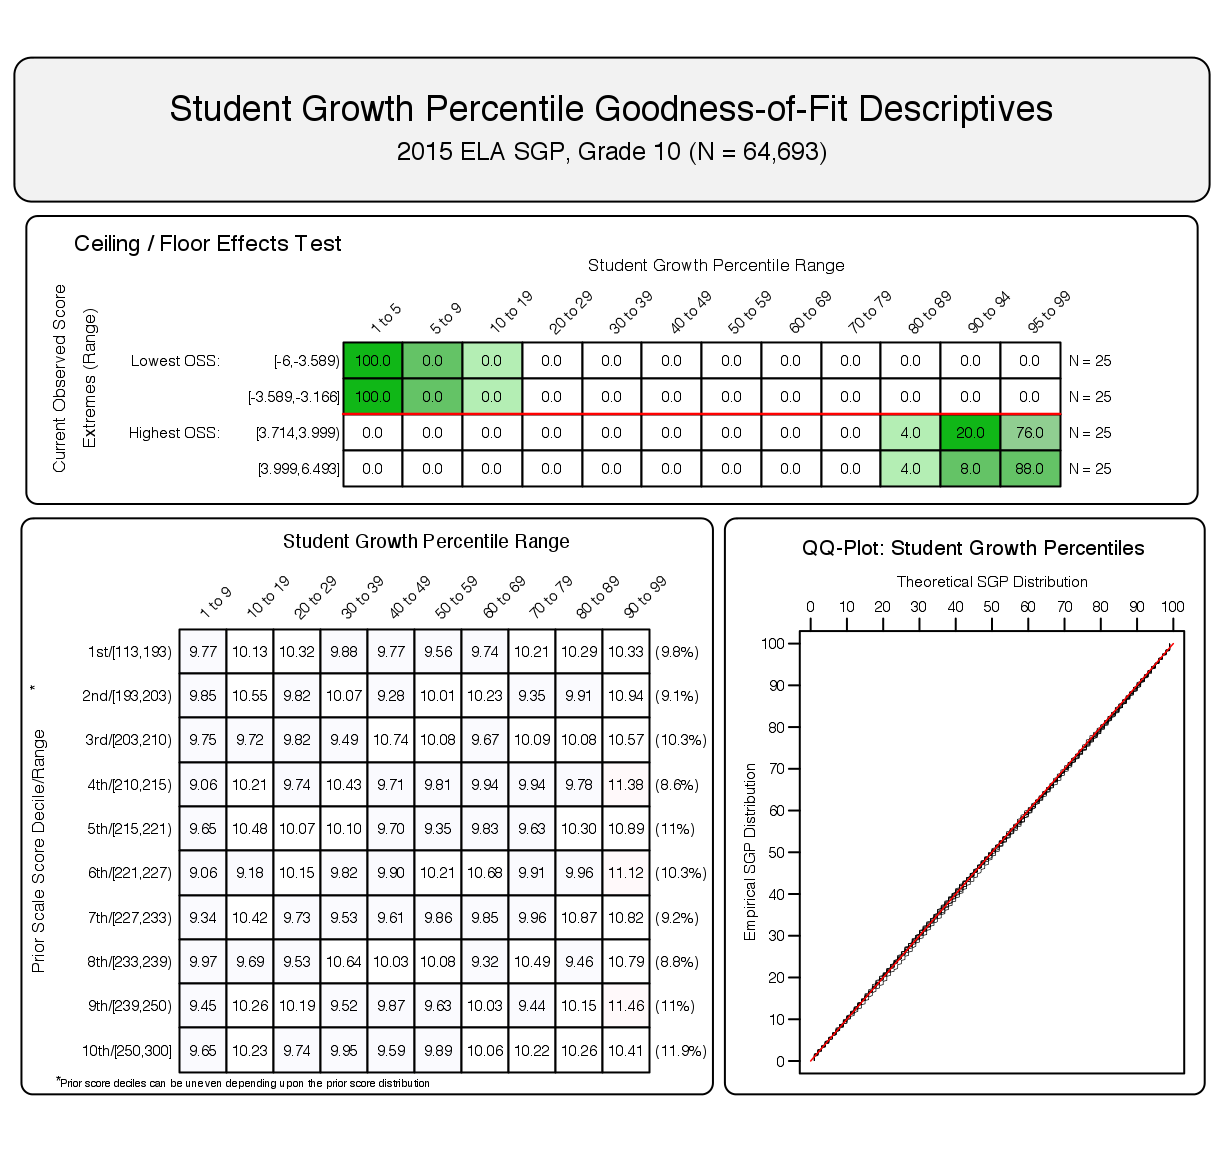 Student Growth Percentile Goodness-of-Fit Descriptives
2015 ELA SGP, Grade 10 (N = 64,693)
Ceiling / Floor Effects Test
Student Growth Percentile Range
Current Observed Score
Extremes (Range)
1 to 5 5 to 9 10 to 19 20 to 29 30 to 39 40 to 49 50 to 59 60 to 69 70 to 79 80 to 89 90 to 94 95 to 99
Lowest OSS: [-6,-3.589) 100.0 0.0 0.0 0.0 0.0 0.0 0.0 0.0 0.0 0.0 0.0 0.0 N = 25
[-3.589,-3.166] 100.0 0.0 0.0 0.0 0.0 0.0 0.0 0.0 0.0 0.0 0.0 0.0 N = 25
Highest OSS: [3.714,3.999) 0.0 0.0 0.0 0.0 0.0 0.0 0.0 0.0 0.0 4.0 20.0 76.0 N = 25
[3.999,6.493] 0.0 0.0 0.0 0.0 0.0 0.0 0.0 0.0 0.0 4.0 8.0 88.0 N = 25
Student Growth Percentile Range
1 to 9 10 to 19 20 to 29 30 to 39 40 to 49 50 to 59 60 to 69 70 to 79 80 to 89 90 to 99
Prior Scale Score Decile/Range *
1st/[113,193) 9.77 10.13 10.32 9.88 9.77 9.56 9.74 10.21 10.29 10.33 (9.8%)
2nd/[193,203) 9.85 10.55 9.82 10.07 9.28 10.01 10.23 9.35 9.91 10.94 (9.1%)
3rd/[203,210) 9.75 9.72 9.82 9.49 10.74 10.08 9.67 10.09 10.08 10.57 (10.3%)
4th/[210,215) 9.06 10.21 9.74 10.43 9.71 9.81 9.94 9.94 9.78 11.38 (8.6%)
5th/[215,221) 9.65 10.48 10.07 10.10 9.70 9.35 9.83 9.63 10.30 10.89 (11%)
6th/[221,227) 9.06 9.18 10.15 9.82 9.90 10.21 10.68 9.91 9.96 11.12 (10.3%)
7th/[227,233) 9.34 10.42 9.73 9.53 9.61 9.86 9.85 9.96 10.87 10.82 (9.2%)
8th/[233,239) 9.97 9.69 9.53 10.64 10.03 10.08 9.32 10.49 9.46 10.79 (8.8%)
9th/[239,250) 9.45 10.26 10.19 9.52 9.87 9.63 10.03 9.44 10.15 11.46 (11%)
10th/[250,300] 9.65 10.23 9.74 9.95 9.59 9.89 10.06 10.22 10.26 10.41 (11.9%)
*Prior score deciles can be uneven depending upon the prior score distribution
QQ-Plot: Student Growth Percentiles
Theoretical SGP Distribution
0 10 20 30 40 50 60 70 80 90 100
Empirical SGP Distribution
100
90
80
70
60
50
40
30
20
10
0